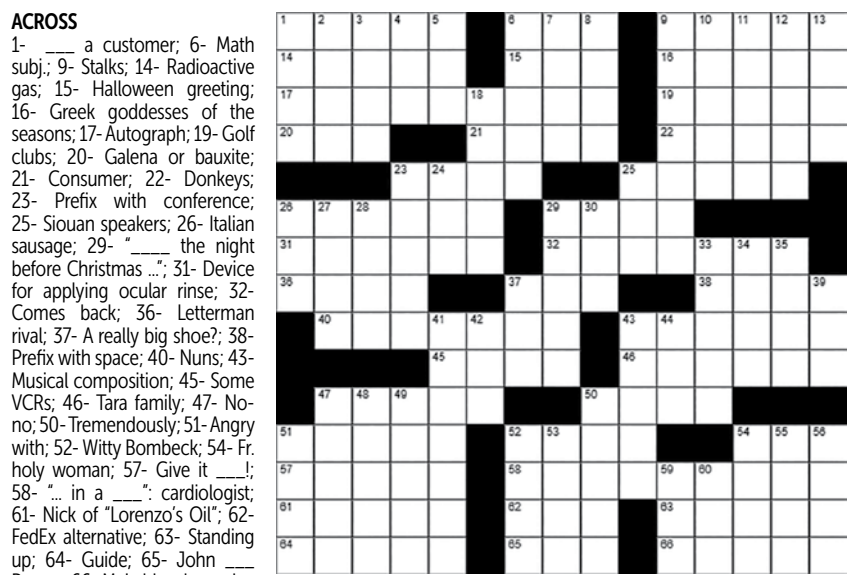 ACROSS
1- ___ a customer; 6- Math
subj.; 9- Stalks; 14- Radioactive
gas; 15- Halloween greeting;
16- Greek goddesses of the
seasons; 17- Autograph; 19- Golf
clubs; 20- Galena or bauxite;
21- Consumer; 22- Donkeys;
23- Prefix with conference;
25- Siouan speakers; 26- Italian
sausage; 29- “____ the night
before Christmas ...”; 31- Device
for applying ocular rinse; 32-
Comes back; 36- Letterman
rival; 37- A really big shoe?; 38-
Prefix with space; 40- Nuns; 43-
Musical composition; 45- Some
VCRs; 46- Tara family; 47- No-
no; 50- Tremendously; 51- Angry
with; 52- Witty Bombeck; 54- Fr.
holy woman; 57- Give it ___!;
58- “... in a ___”: cardiologist;
61- Nick of “Lorenzo’s Oil”; 62-
FedEx alternative; 63- Standing
up; 64- Guide; 65- John ___
1 2 3 4 5 6 7 8 9 10 11 12 13
14 15 16
17 18 19
20 21 22
23 24 25
26 27 28 29 30
31 32 33 34 35
36 37 38 39
40 41 42 43 44
45 46
47 48 49 50
51 52 53 54 55 56
57 58 59 60
61 62 63
64 65 66